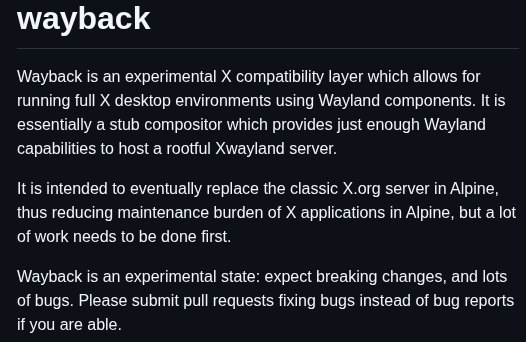 wayback
Wayback is an experimental X compatibility layer which allows for
running full X desktop environments using Wayland components. It is
essentially a stub compositor which provides just enough Wayland
capabilities to host a rootful Xwayland server.
It is intended to eventually replace the classic X.org server in Alpine,
thus reducing maintenance burden of X applications in Alpine, but a lot
of work needs to be done first.
Wayback is an experimental state: expect breaking changes, and lots
of bugs. Please submit pull requests fixing bugs instead of bug reports
if you are able.